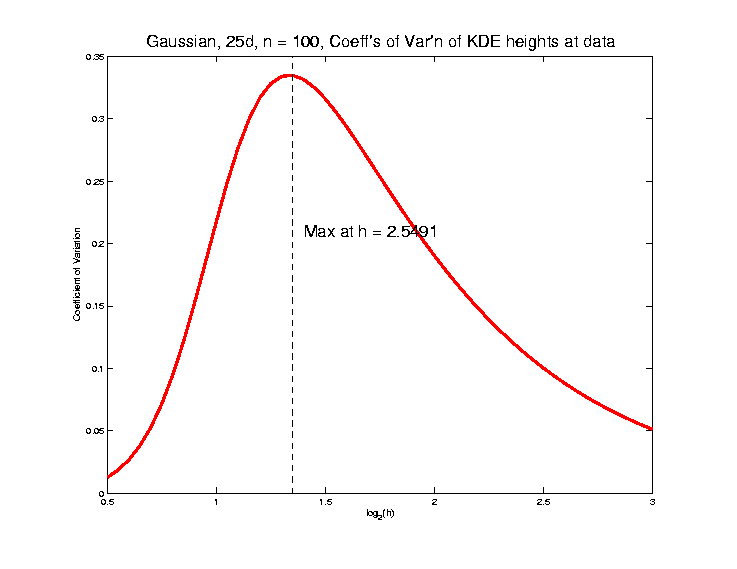 Gaussian, 25d, n = 100, Coeff's of Var'n of KDE heights at data
0.35
0.3
0.25
0.2
0.15
0.1
0.05
0
Coefficient of Variation
Max at h = 2.5491
0.5 1 1.5 2 2.5 3
log2(h)